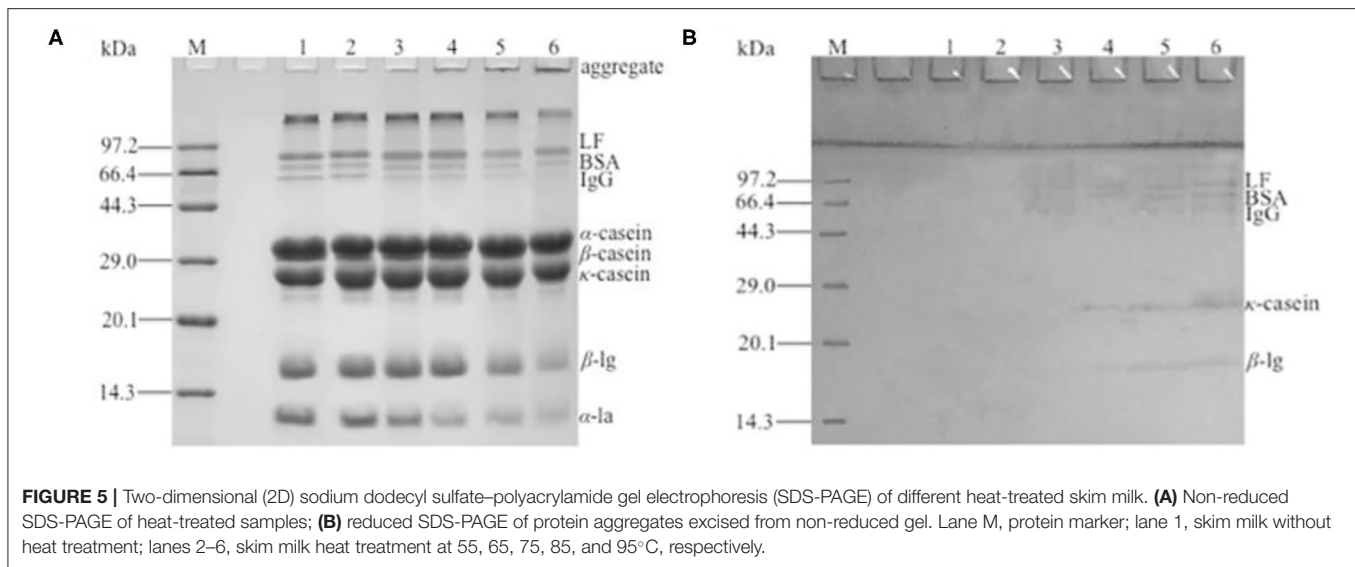 A
kDa M 1 2 3 4 5 6
aggregate
97.2
LF
66.4
BSA
IgG
44.3
α-casein
29.0
β-casein
κ-casein
20.1
β-lg
14.3
α-la
B
kDa M 1 2 3 4 5 6
97.2
LF
66.4
BSA
IgG
44.3
29.0
κ-casein
20.1
β-lg
14.3
FIGURE 5 | Two-dimensional (2D) sodium dodecyl sulfate–polyacrylamide gel electrophoresis (SDS-PAGE) of different heat-treated skim milk. (A) Non-reduced
SDS-PAGE of heat-treated samples; (B) reduced SDS-PAGE of protein aggregates excised from non-reduced gel. Lane M, protein marker; lane 1, skim milk without
heat treatment; lanes 2–6, skim milk heat treatment at 55, 65, 75, 85, and 95°C, respectively.